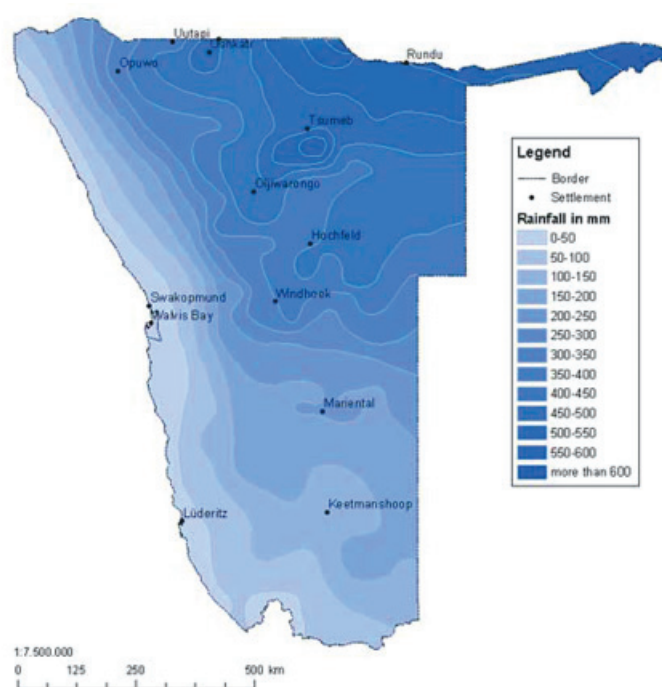 Uutapi
Oshakati
Opuwo
Rundu
Tsumeb
Otjiwarongo
Hochfeld
Windhoek
Swakopmund
Walvis Bay
Mariental
Keetmanshoop
Lüderitz
Legend
Border
Settlement
Rainfall in mm
0-50
50-100
100-150
150-200
200-250
250-300
300-350
350-400
400-450
450-500
500-550
550-600
more than 600
1:7.500.000
0 125 250 500 km